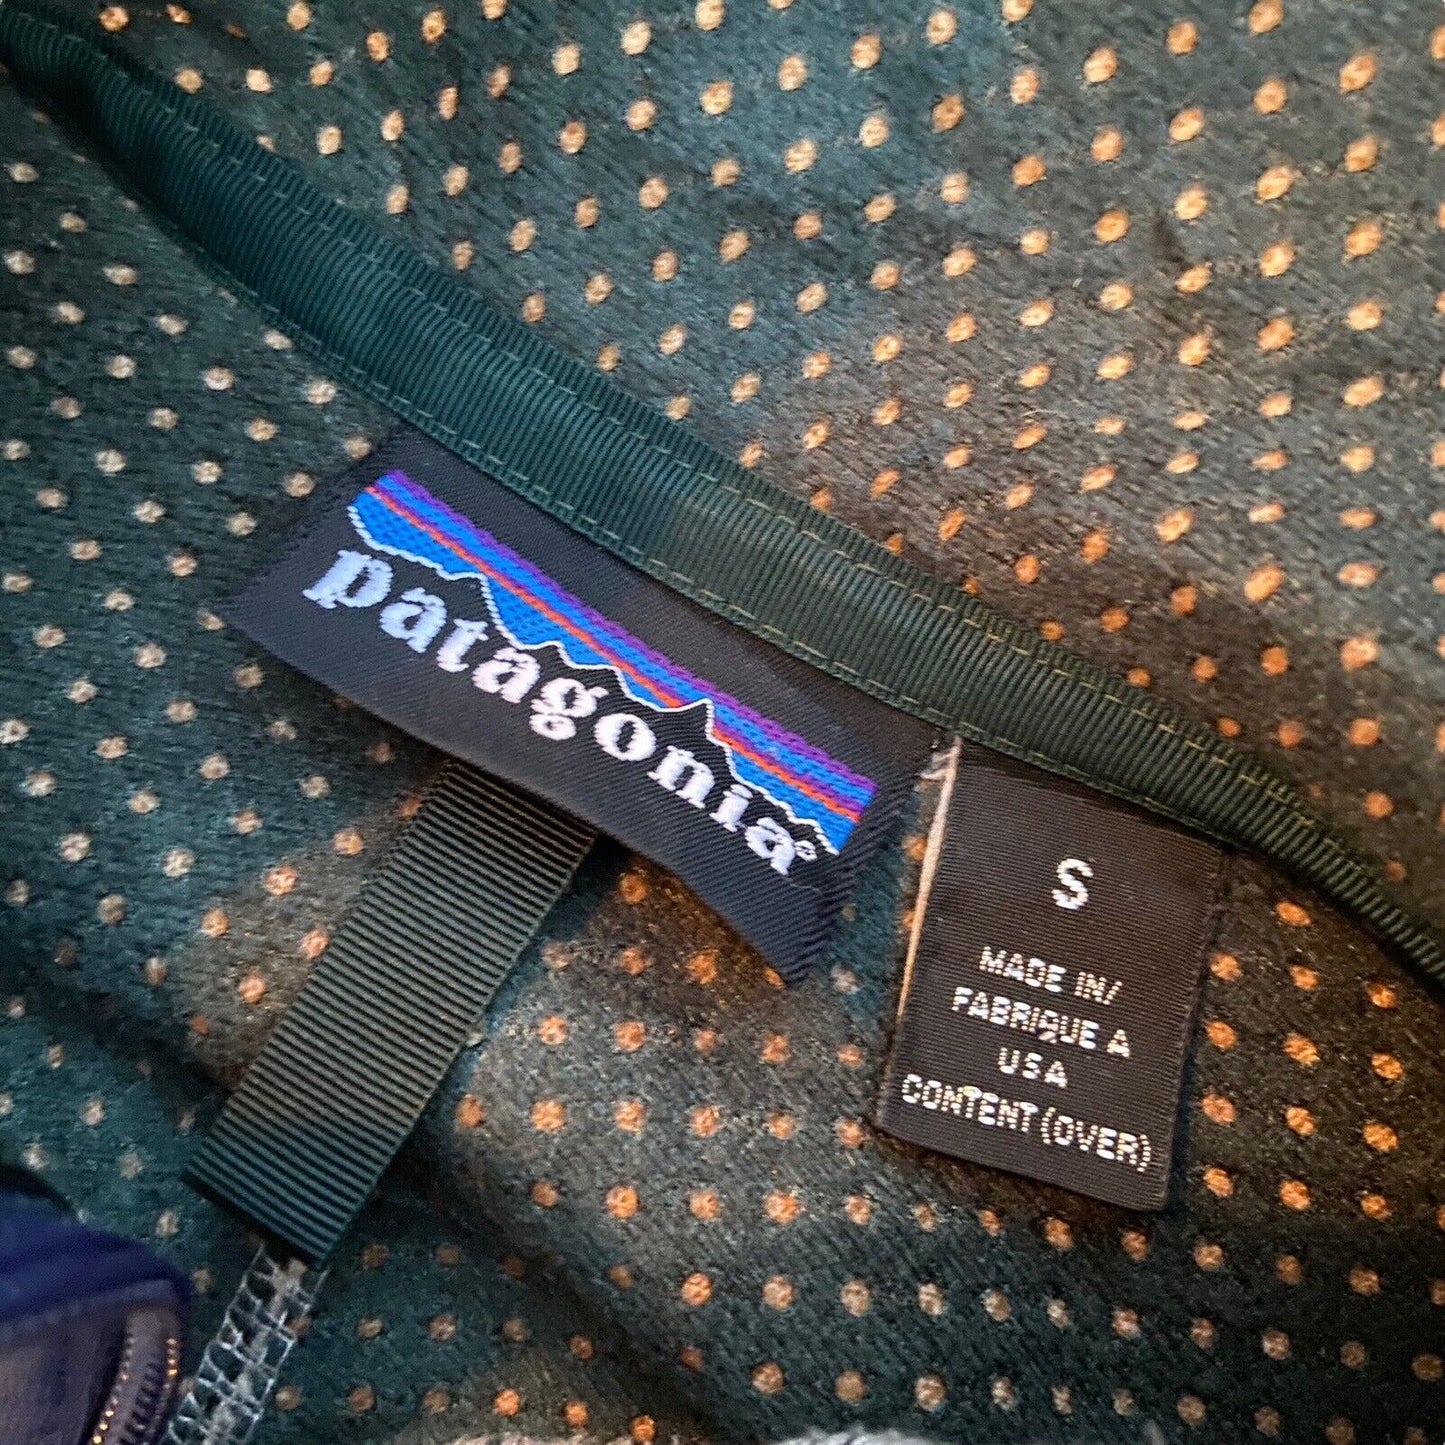 patagonia®
S
MADE IN/
FABRIQUE A
USA
CONTENT (OVER)